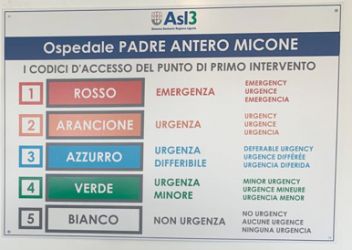 Asl3
Sistema Sanitario Regione Liguria
Ospedale PADRE ANTERO MICONE
I CODICI D'ACCESSO DEL PUNTO DI PRIMO INTERVENTO
1 ROSSO EMERGENZA EMERGENCY
URGENCE
EMERGENCIA
2 ARANCIONE URGENZA URGENCY
URGENCE
URGENCIA
3 AZZURRO URGENZA DIFFERIBILE DEFERABLE URGENCY
URGENCE DIFFÉRÉE
URGENCIA DIFERIDA
4 VERDE URGENZA MINORE MINOR URGENCY
URGENCE MINEURE
URGENCIA MENOR
5 BIANCO NON URGENZA NO URGENCY
AUCUNE URGENCE
NINGUNA URGENCIA